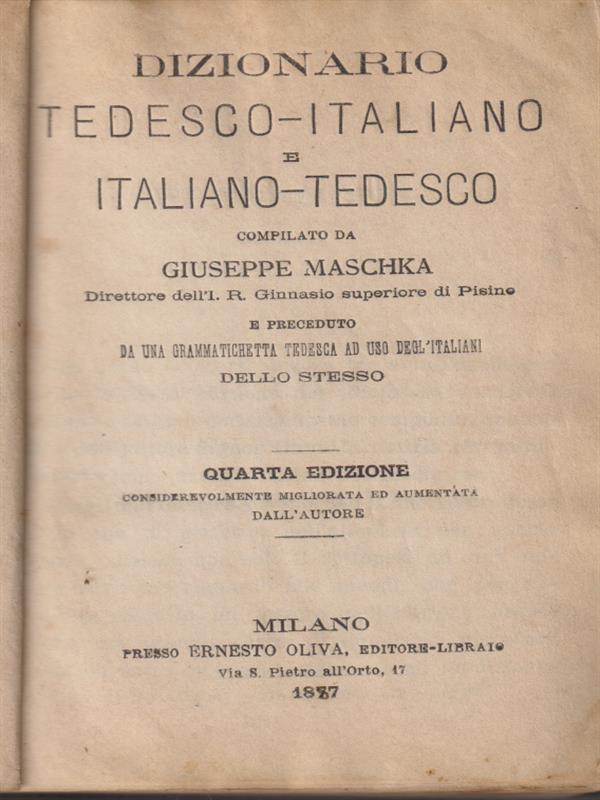 DIZIONARIO
TEDESCO-ITALIANO
E
ITALIANO-TEDESCO
COMPILATO DA
GIUSEPPE MASCHKA
Direttore dell'I. R. Ginnasio superiore di Pisino
E PRECEDUTO
DA UNA GRAMMATICHETTA TEDESCA AD USO DEGL'ITALIANI
DELLO STESSO
QUARTA EDIZIONE
CONSIDEREVOLMENTE MIGLIORATA ED AUMENTATA
DALL'AUTORE
MILANO
PRESSO ERNESTO OLIVA, EDITORE-LIBRAIO
Via S. Pietro all'Orto, 17